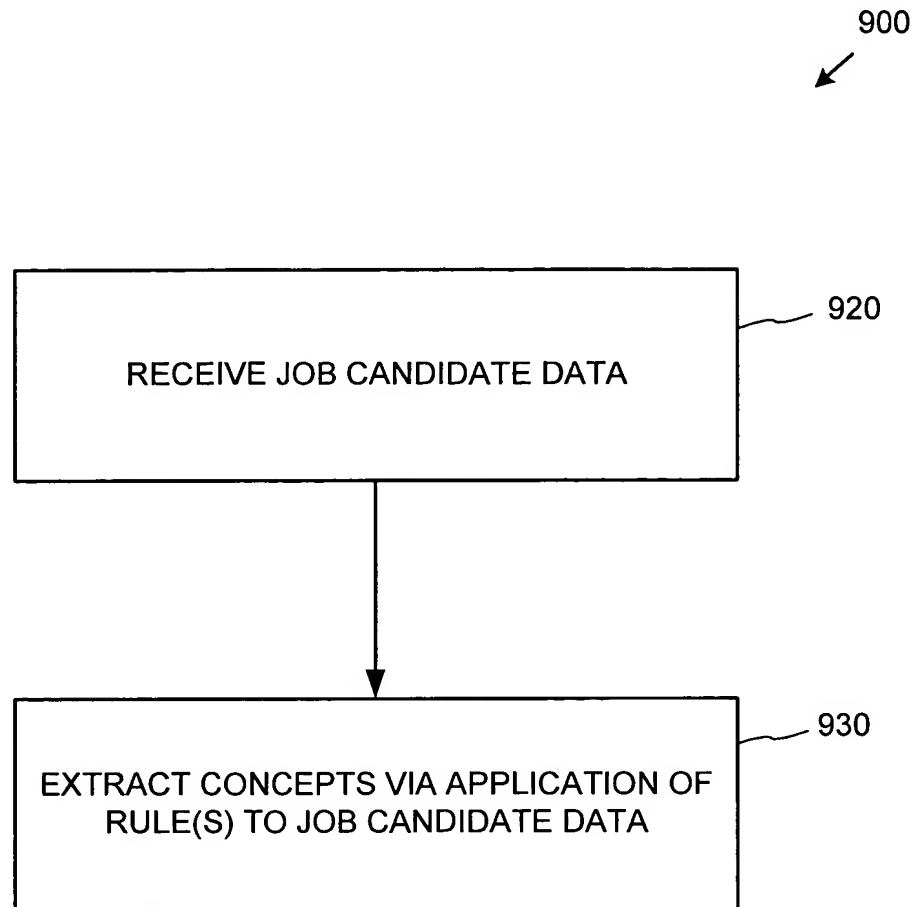 900
920
RECEIVE JOB CANDIDATE DATA
930
EXTRACT CONCEPTS VIA APPLICATION OF
RULE(S) TO JOB CANDIDATE DATA